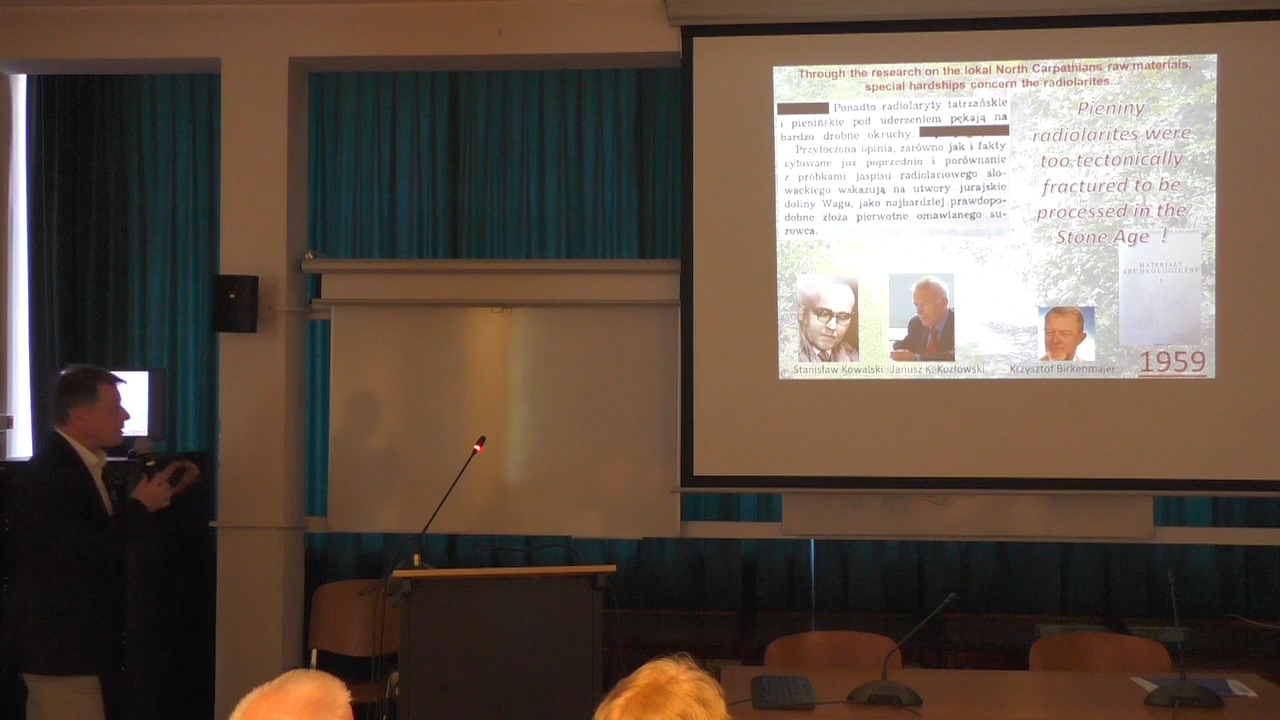 Through the research on the lokal North Carpathians raw materials,
special hardships concern the radiolarites...
Ponadto radiolaryty tatrzańskie
i pienińskie pod uderzeniem pękają na
bardzo drobne okruchy.
Przytoczona opinia, zarówno jak i fakty
cytowane już poprzednio i porównanie
z próbkami jaspisu radiolariowego sło-
wackiego wskazują na utwory jurajskie
doliny Wagu, jako najbardziej prawdopo-
dobne złoża pierwotne omawianego su-
rowca.
Pieniny
radiolarites were
too tectonically
fractured to be
processed in the
Stone Age !
MATERIAŁY
ARCHEOLOGICZNE
I
Stanisław Kowalski
Janusz K. Kozłowski
Krzysztof Birkenmajer
1959